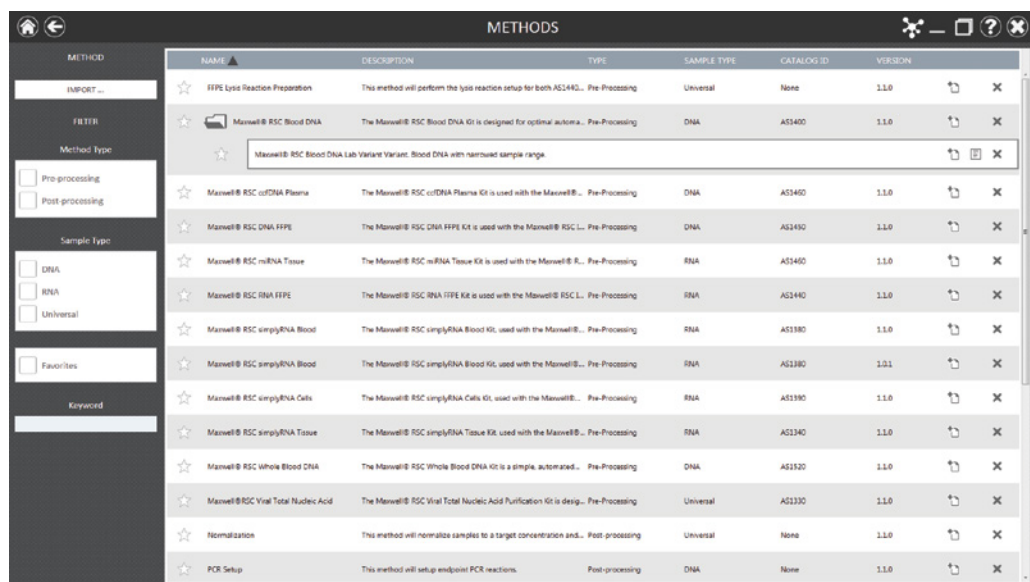 METHODS
METHOD
IMPORT ...
FILTER
Method Type
Pre-processing
Post-processing
Sample Type
DNA
RNA
Universal
Favorites
Keyword
NAME DESCRIPTION TYPE SAMPLE TYPE CATALOG ID VERSION
FFPE Lysis Reaction Preparation This method will perform the lysis reaction setup for both AS1440... Pre-Processing Universal None 1.1.0
Maxwell® RSC Blood DNA The Maxwell® RSC Blood DNA Kit is designed for optimal automa... Pre-Processing DNA AS1400 1.1.0
Maxwell® RSC Blood DNA Lab Variant Variant. Blood DNA with narrowed sample range.
Maxwell® RSC ccfDNA Plasma The Maxwell® RSC ccfDNA Plasma Kit is used with the Maxwell®... Pre-Processing DNA 1.1.0
Maxwell® RSC DNA FFPE The Maxwell® RSC DNA FFPE Kit is used with the Maxwell® RSC I... Pre-Processing DNA AS1450 1.1.0
Maxwell® RSC miRNA Tissue The Maxwell® RSC miRNA Tissue Kit is used with the Maxwell® R... Pre-Processing RNA AS1460 1.1.0
Maxwell® RSC RNA FFPE The Maxwell® RSC RNA FFPE Kit is used with the Maxwell® RSC I... Pre-Processing RNA AS1440 1.1.0
Maxwell® RSC simplyRNA Blood The Maxwell® RSC simplyRNA Blood Kit, used with the Maxwell®... Pre-Processing RNA AS1380 1.1.0
Maxwell® RSC simplyRNA Blood The Maxwell® RSC simplyRNA Blood Kit, used with the Maxwell®... Pre-Processing RNA AS1380 1.0.1
Maxwell® RSC simplyRNA Cells The Maxwell® RSC simplyRNA Cells Kit, used with the Maxwell®... Pre-Processing RNA AS1390 1.1.0
Maxwell® RSC simplyRNA Tissue The Maxwell® RSC simplyRNA Tissue Kit, used with the Maxwell®... Pre-Processing RNA AS1340 1.1.0
Maxwell® RSC Whole Blood DNA The Maxwell® RSC Whole Blood DNA Kit is a simple, automated... Pre-Processing DNA AS1520 1.1.0
Maxwell®RSC Viral Total Nucleic Acid The Maxwell® RSC Viral Total Nucleic Acid Purification Kit is desig... Pre-Processing Universal AS1330 1.1.0
Normalization This method will normalize samples to a target concentration and... Post-processing Universal None 1.1.0
PCR Setup This method will setup endpoint PCR reactions. Post-processing DNA None 1.1.0